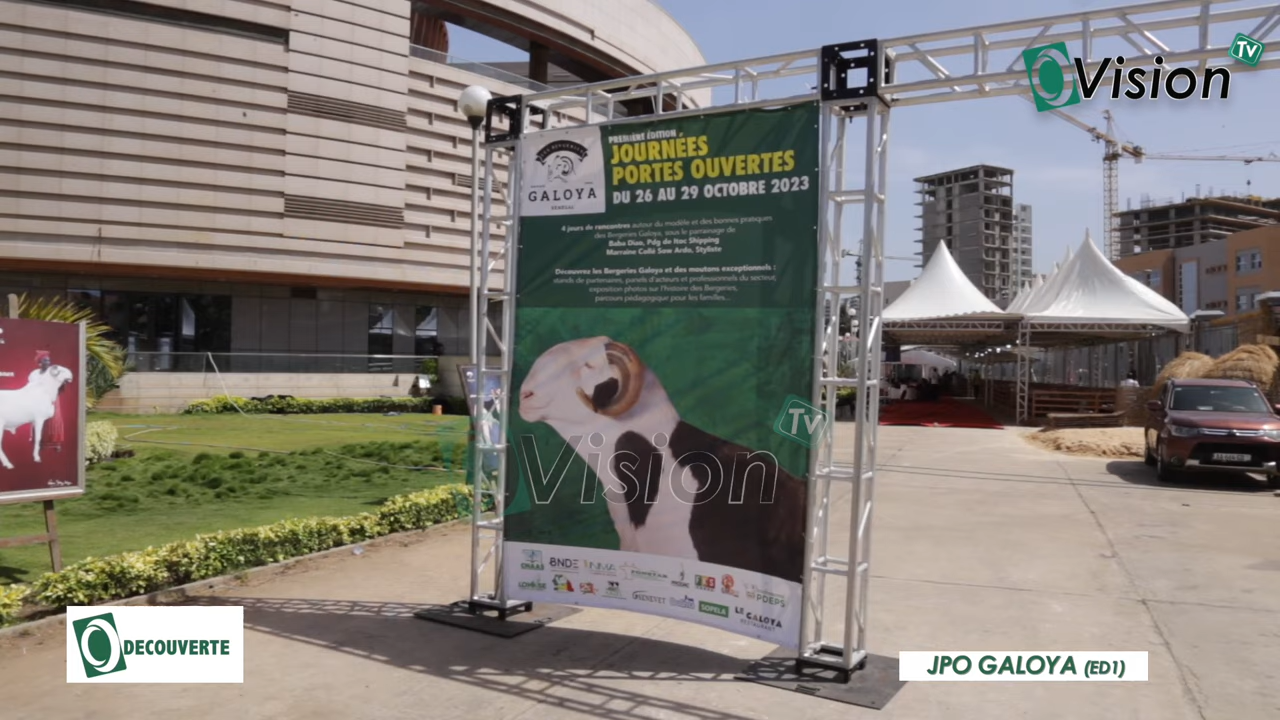 Vision Tv
GALOYA
PREMIÈRE ÉDITION
JOURNÉES
PORTES OUVERTES
DU 26 AU 29 OCTOBRE 2023
4 jours de rencontres autour du modèle et des bonnes pratiques
des Bergeries Galoya, sous le parrainage de
Baba Diao, Pdg de Itoc Shipping
Marraine Collé Sow Ardo, Styliste
Découvrez les Bergeries Galoya et des moutons exceptionnels :
stands de partenaires, panels d'acteurs et professionnels du secteur,
exposition photos sur l'histoire des Bergeries,
parcours pédagogique pour les familles...
Vision Tv
BNDE
SOPELA
PDEPS
LE GALOYA
RESTAURANT
DECOUVERTE
JPO GALOYA (ED1)